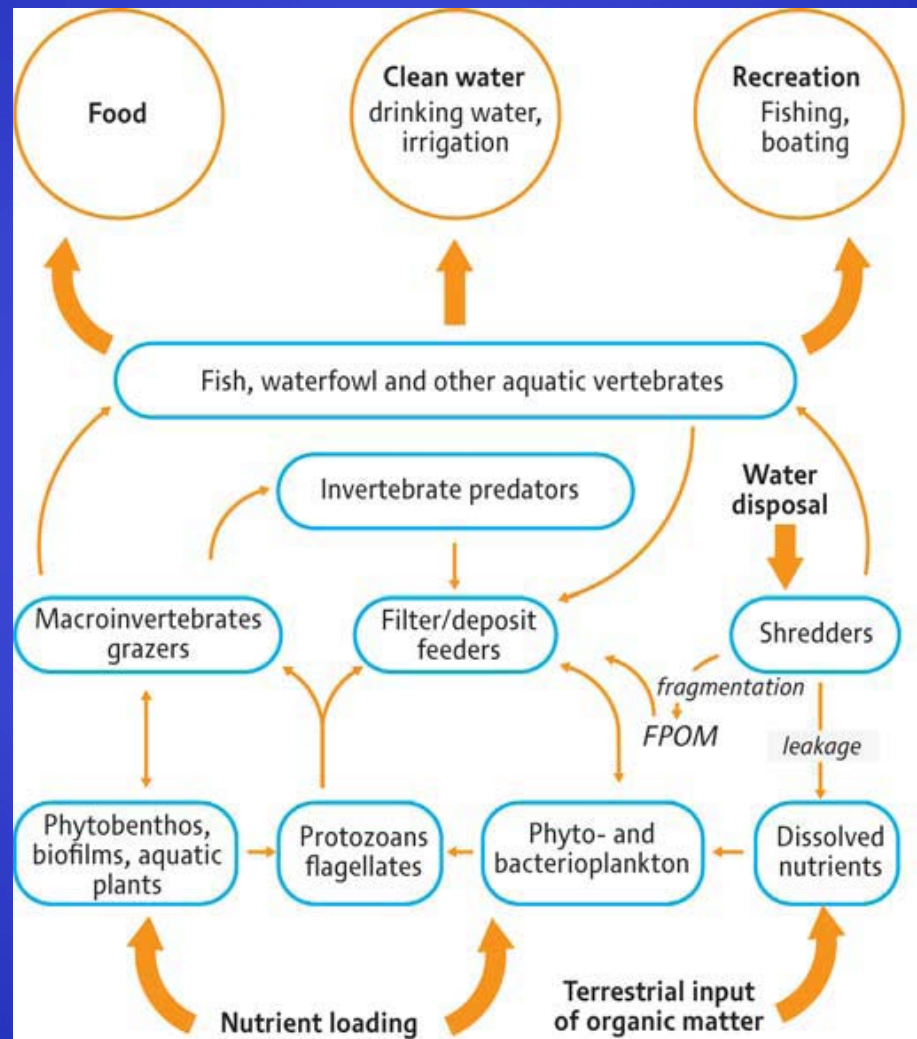 Food
Clean water
drinking water,
irrigation
Recreation
Fishing,
boating
Fish, waterfowl and other aquatic vertebrates
Invertebrate predators
Water
disposal
Macroinvertebrates
grazers
Filter/deposit
feeders
Shredders
fragmentation
FPOM
leakage
Phytobenthos,
biofilms, aquatic
plants
Protozoans
flagellates
Phyto- and
bacterioplankton
Dissolved
nutrients
Nutrient loading
Terrestrial input
of organic matter